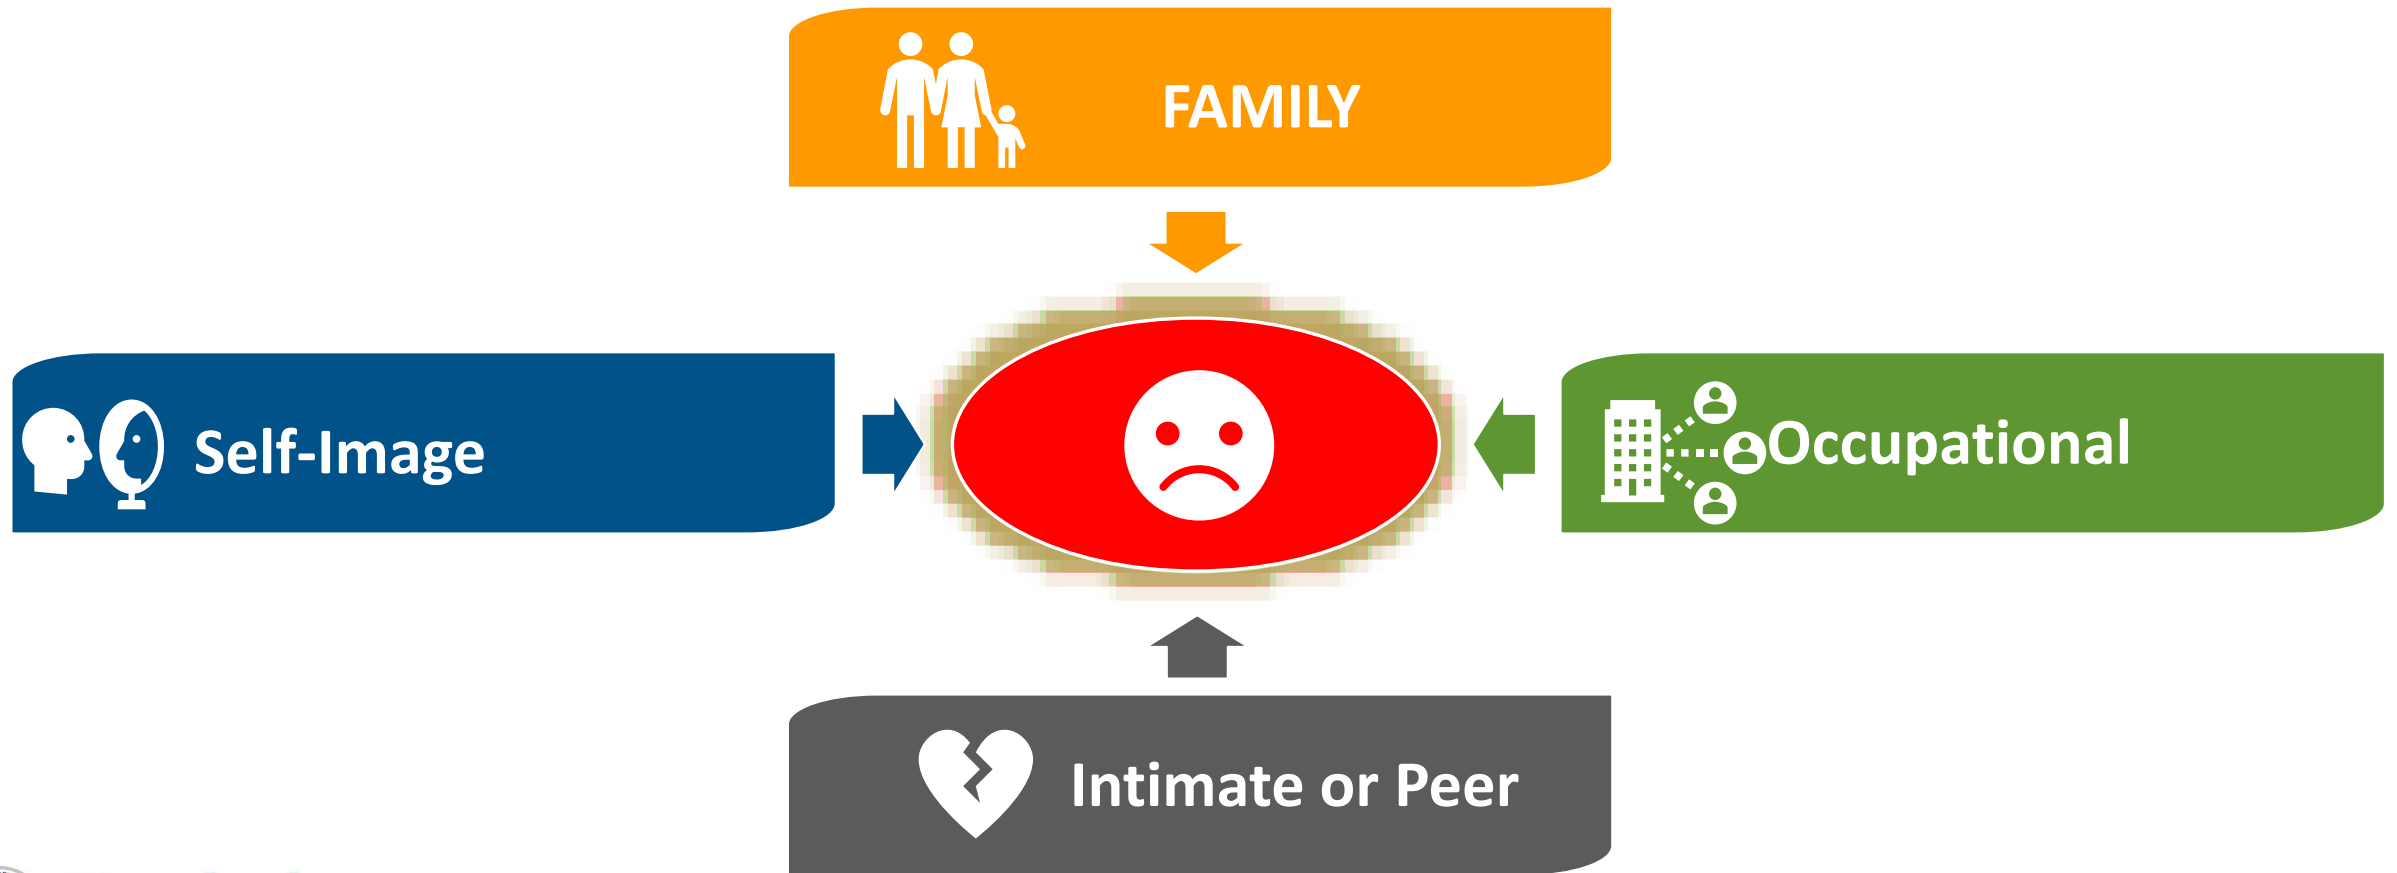 FAMILY
Self-Image
Occupational
Intimate or Peer